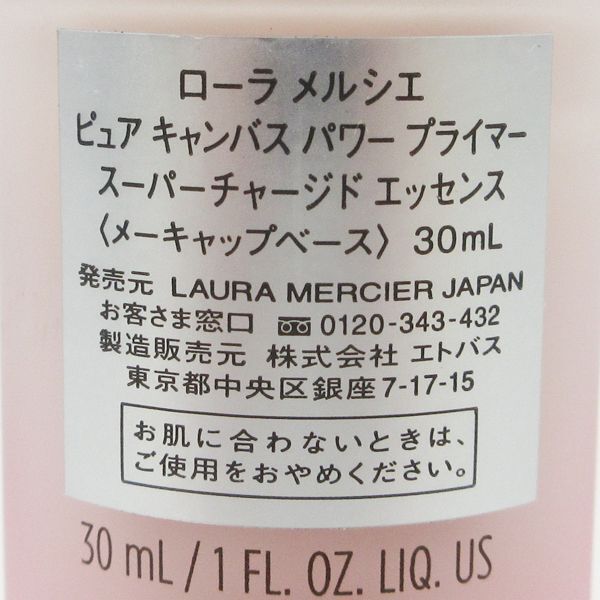 ローラ メルシエ
ピュア キャンバス パワー プライマー
スーパーチャージド エッセンス
〈メーキャップベース〉 30mL
発売元 LAURA MERCIER JAPAN
お客さま窓口 0120-343-432
製造販売元 株式会社 エトバス
東京都中央区銀座7-17-15
お肌に合わないときは、
ご使用をおやめください。
30 mL / 1 FL. OZ. LIQ. US